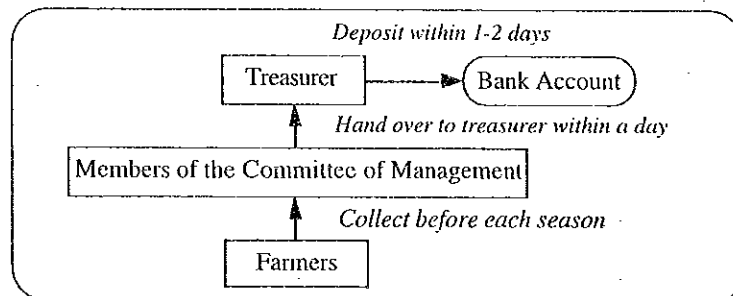 Deposit within 1-2 days
Treasurer
Bank Account
Hand over to treasurer within a day
Members of the Committee of Management
Collect before each season
Farmers